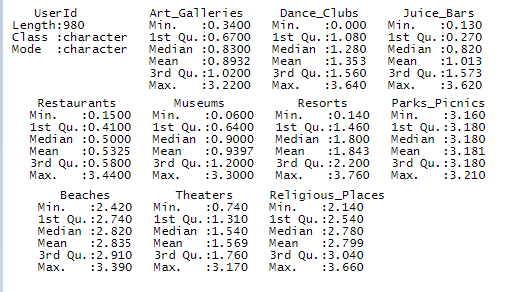 UserId Art_Galleries Dance_Clubs Juice_Bars
Length:980 Min. :0.3400 Min. :0.000 Min. :0.130
Class :character 1st Qu.:0.6700 1st Qu.:1.080 1st Qu.:0.270
Mode :character Median :0.8300 Median :1.280 Median :0.820
Mean :0.8932 Mean :1.353 Mean :1.013
3rd Qu.:1.0200 3rd Qu.:1.560 3rd Qu.:1.573
Max. :3.2200 Max. :3.640 Max. :3.620
Restaurants Museums Resorts Parks_Picnics
Min. :0.1500 Min. :0.0600 Min. :0.140 Min. :3.160
1st Qu.:0.4100 1st Qu.:0.6400 1st Qu.:1.460 1st Qu.:3.180
Median :0.5000 Median :0.9000 Median :1.800 Median :3.180
Mean :0.5325 Mean :0.9397 Mean :1.843 Mean :3.181
3rd Qu.:0.5800 3rd Qu.:1.2000 3rd Qu.:2.200 3rd Qu.:3.180
Max. :3.4400 Max. :3.3000 Max. :3.760 Max. :3.210
Beaches Theaters Religious_Places
Min. :2.420 Min. :0.740 Min. :2.140
1st Qu.:2.740 1st Qu.:1.310 1st Qu.:2.540
Median :2.820 Median :1.540 Median :2.780
Mean :2.835 Mean :1.569 Mean :2.799
3rd Qu.:2.910 3rd Qu.:1.760 3rd Qu.:3.040
Max. :3.390 Max. :3.170 Max. :3.660